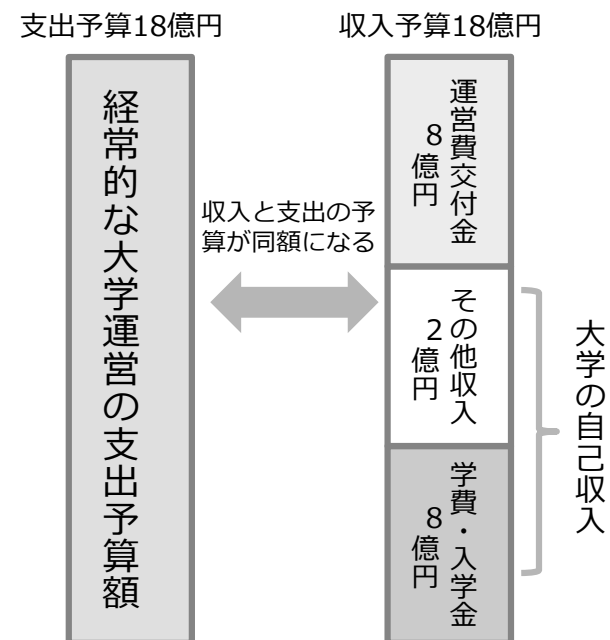 支出予算18億円
収入予算18億円
経常的な大学運営の支出予算額
収入と支出の予
算が同額になる
運営費交付金
8億円
その他収入
2億円
学費・入学金
8億円
大学の自己収入